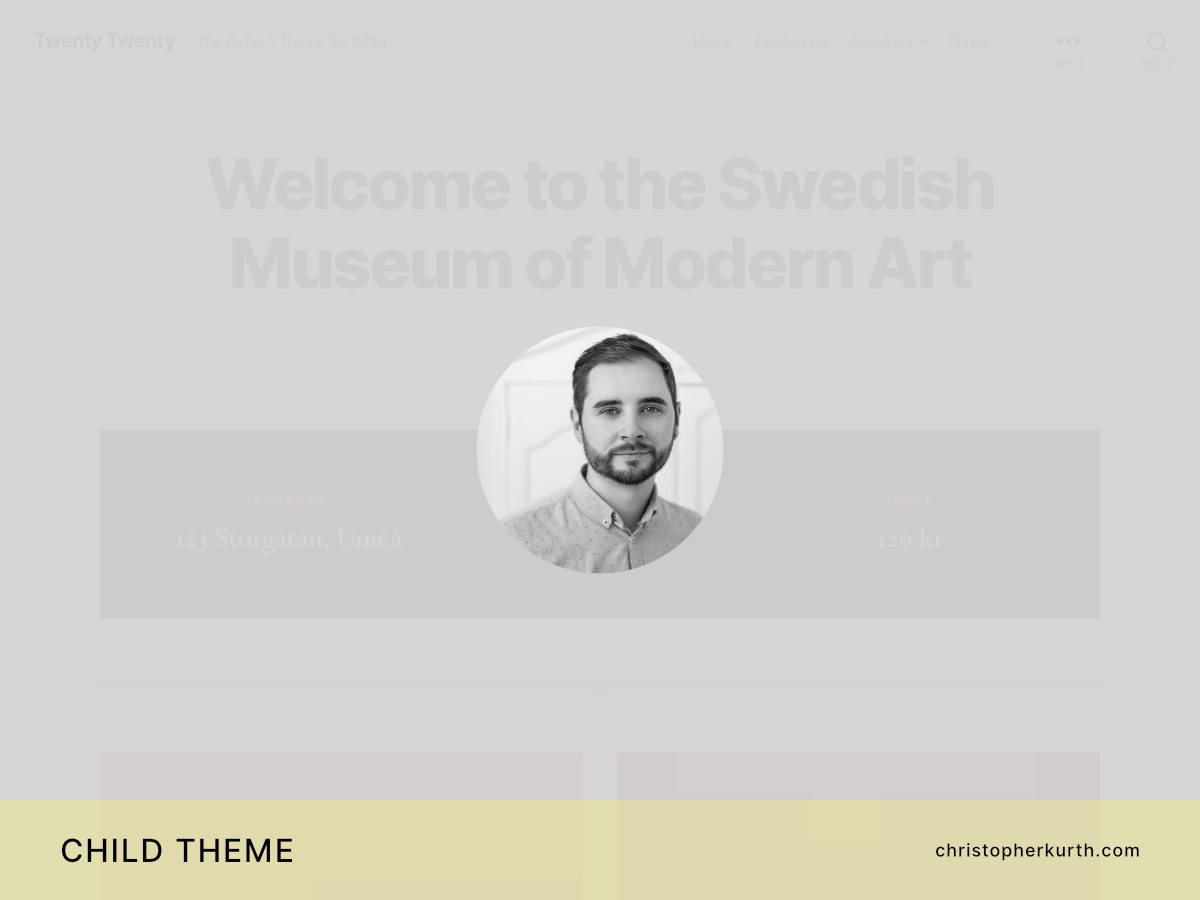 Twenty Twenty The Default Theme for 2020 Home Exhibitions About Us News
Menu Search
Welcome to the Swedish
Museum of Modern Art
ADDRESS PRICE
123 Storgatan, Umeå 129 kr
CHILD THEME christopherkurth.com